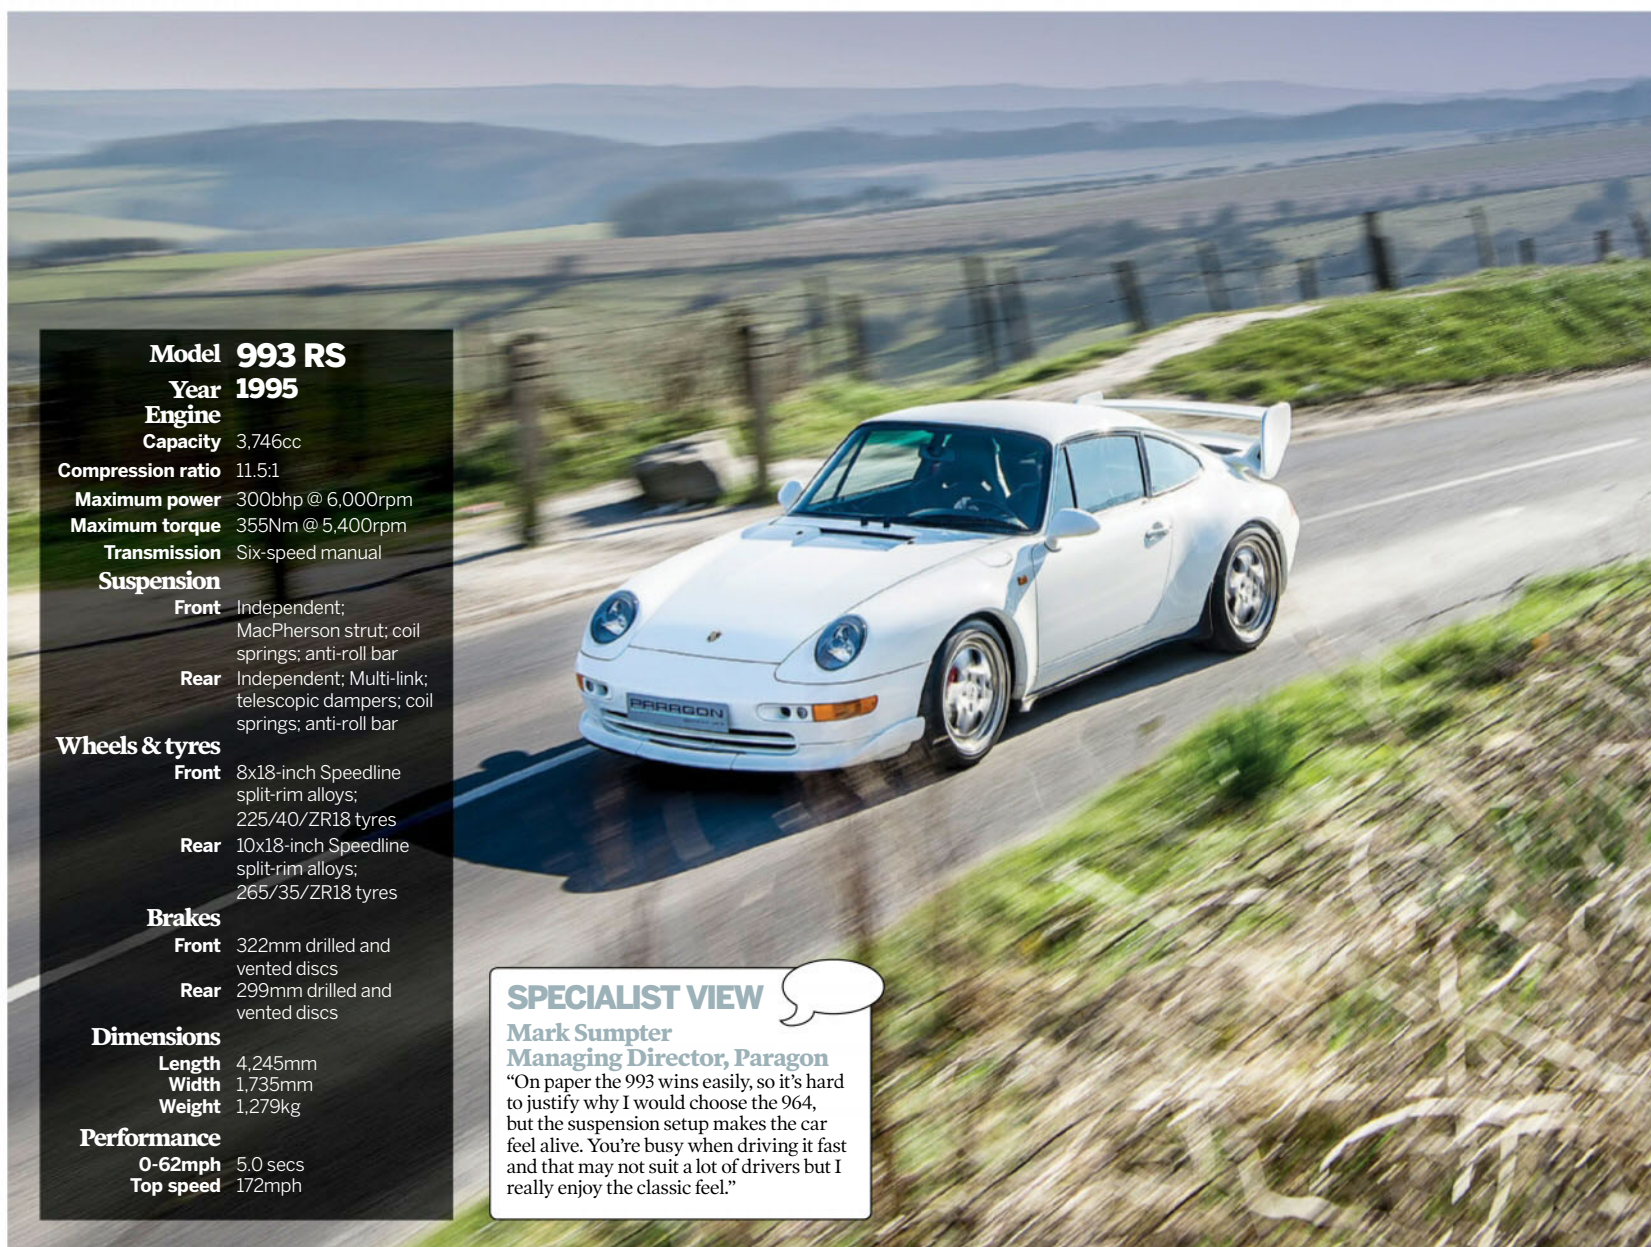 Model 993 RS
Year 1995
Engine
Capacity 3,746cc
Compression ratio 11.5:1
Maximum power 300bhp @ 6,000rpm
Maximum torque 355Nm @ 5,400rpm
Transmission Six-speed manual
Suspension
Front Independent;
MacPherson strut; coil
springs; anti-roll bar
Rear Independent; Multi-link;
telescopic dampers; coil
springs; anti-roll bar
Wheels & tyres
Front 8x18-inch Speedline
split-rim alloys;
225/40/ZR18 tyres
Rear 10x18-inch Speedline
split-rim alloys;
265/35/ZR18 tyres
Brakes
Front 322mm drilled and
vented discs
Rear 299mm drilled and
vented discs
Dimensions
Length 4,245mm
Width 1,735mm
Weight 1,279kg
Performance
0-62mph 5.0 secs
Top speed 172mph
PARAGON
SPECIALIST VIEW
Mark Sumpter
Managing Director, Paragon
“On paper the 993 wins easily, so it’s hard
to justify why I would choose the 964,
but the suspension setup makes the car
feel alive. You’re busy when driving it fast
and that may not suit a lot of drivers but I
really enjoy the classic feel.”